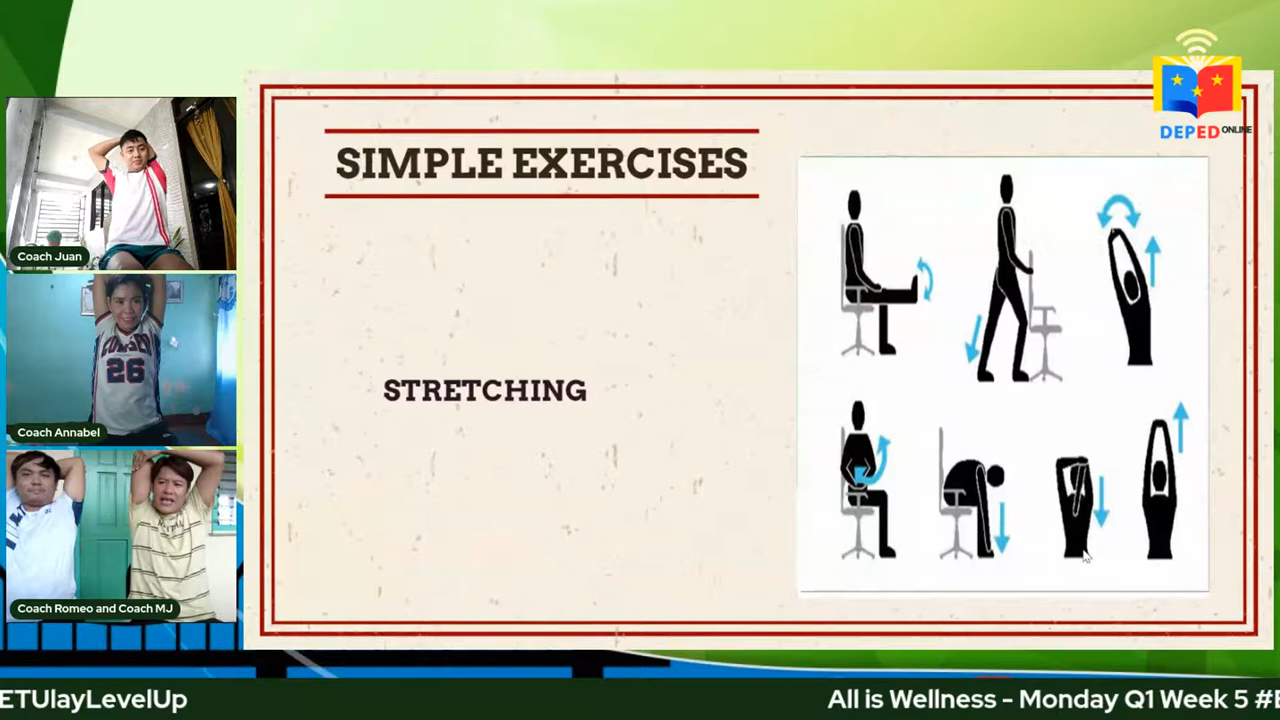 DEPED ONLINE
SIMPLE EXERCISES
STRETCHING
Coach Juan
26
Coach Annabel
Coach Romeo and Coach MJ
ETUlayLevelUp
All is Wellness - Monday Q1 Week 5 #E